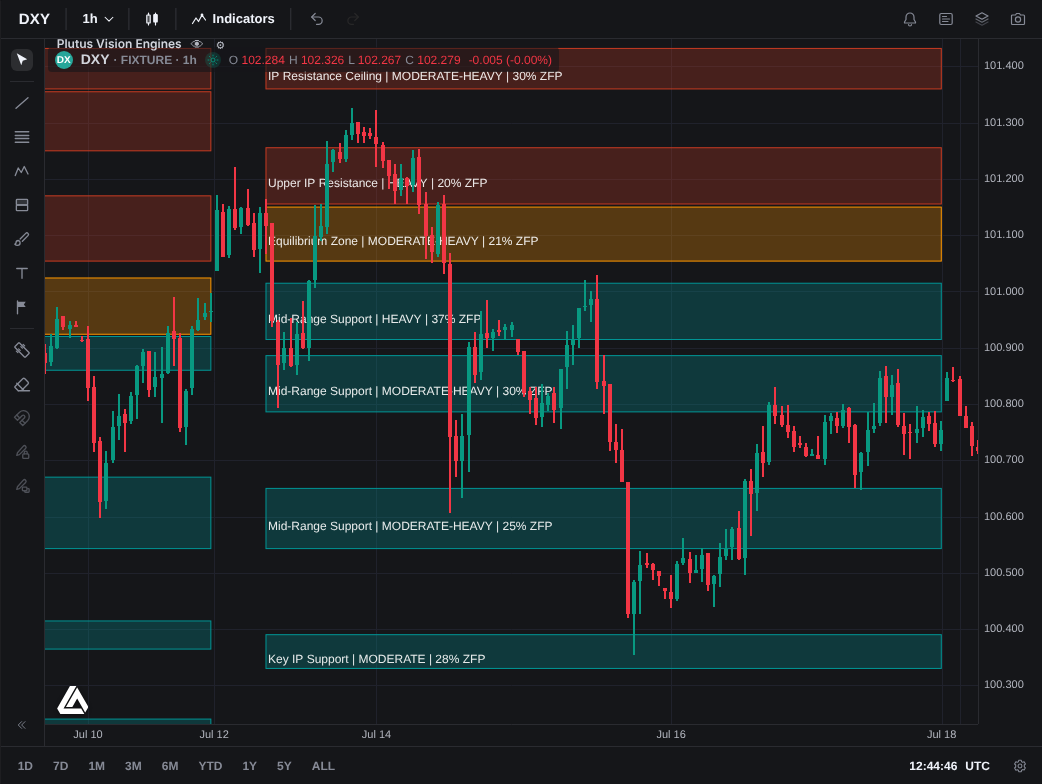 DXY 1h Indicators
Plutus Vision Engines
DX DXY · FIXTURE · 1h O 102.284 H 102.326 L 102.267 C 102.279 -0.005 (-0.00%)
IP Resistance Ceiling | MODERATE-HEAVY | 30% ZFP
Upper IP Resistance | HEAVY | 20% ZFP
Equilibrium Zone | MODERATE-HEAVY | 21% ZFP
Mid-Range Support | HEAVY | 37% ZFP
Mid-Range Support | MODERATE-HEAVY | 30% ZFP
Mid-Range Support | MODERATE-HEAVY | 25% ZFP
Key IP Support | MODERATE | 28% ZFP
101.400
101.300
101.200
101.100
101.000
100.900
100.800
100.700
100.600
100.500
100.400
100.300
Jul 10 Jul 12 Jul 14 Jul 16 Jul 18
1D 7D 1M 3M 6M YTD 1Y 5Y ALL 12:44:46 UTC